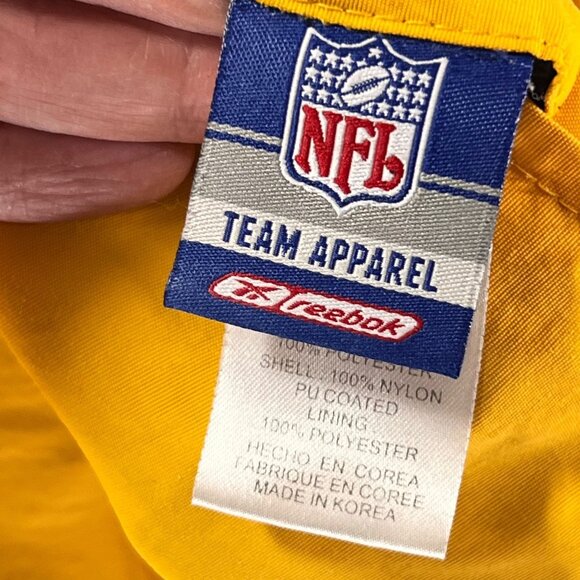 NFL
TEAM APPAREL
reebok
100% POLYESTER
SHELL: 100% NYLON
PU COATED
LINING
100% POLYESTER
HECHO EN COREA
FABRIQUE EN COREE
MADE IN KOREA